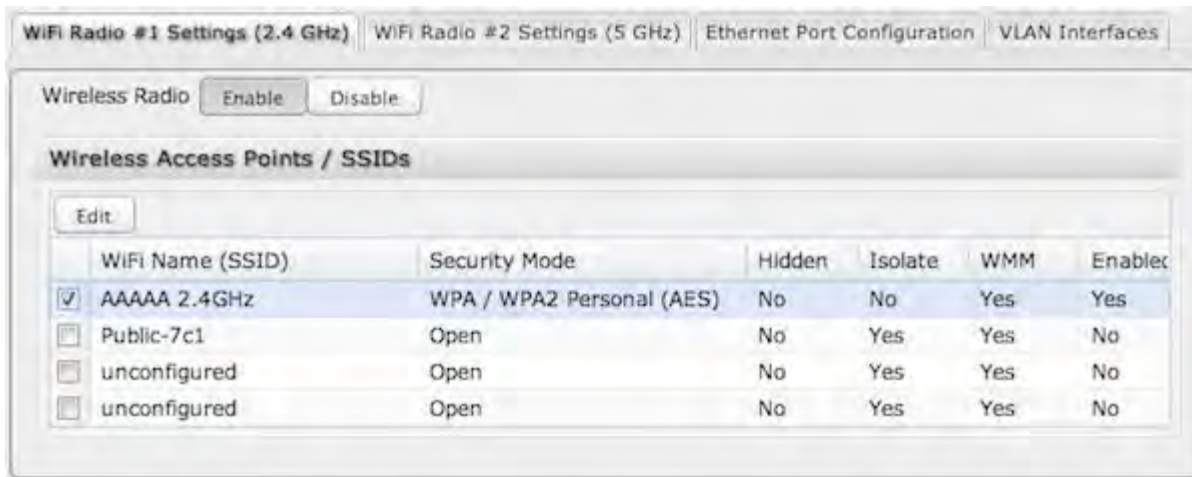 WiFi Radio #1 Settings (2.4 GHz) WiFi Radio #2 Settings (5 GHz) Ethernet Port Configuration VLAN Interfaces
Wireless Radio Enable Disable
Wireless Access Points / SSIDs
Edit
WiFi Name (SSID) Security Mode Hidden Isolate WMM Enabled
AAAAA 2.4GHz WPA / WPA2 Personal (AES) No No Yes Yes
Public-7c1 Open No Yes Yes No
unconfigured Open No Yes Yes No
unconfigured Open No Yes Yes No